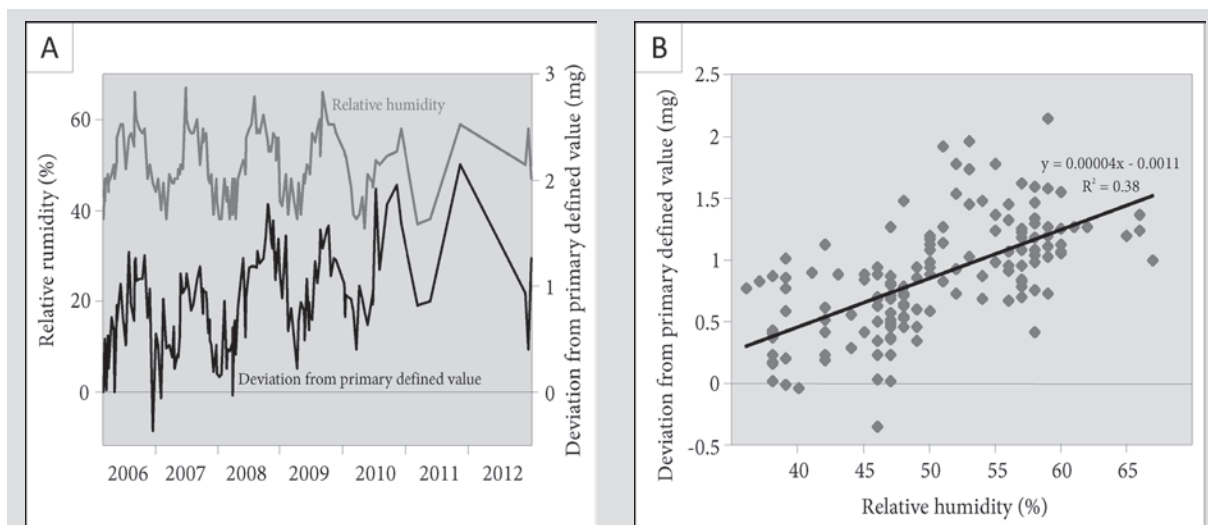 A
Relative rumidity (%)
60
40
20
0
3
2
1
0
Deviation from primary defined value (mg)
Relative humidity
Deviation from primary defined value
2006 2007 2008 2009 2010 2011 2012
B
Deviation from primary defined value (mg)
2.5
2
1.5
1
0.5
0
-0.5
y = 0.00004x - 0.0011
R² = 0.38
40 45 50 55 60 65
Relative humidity (%)